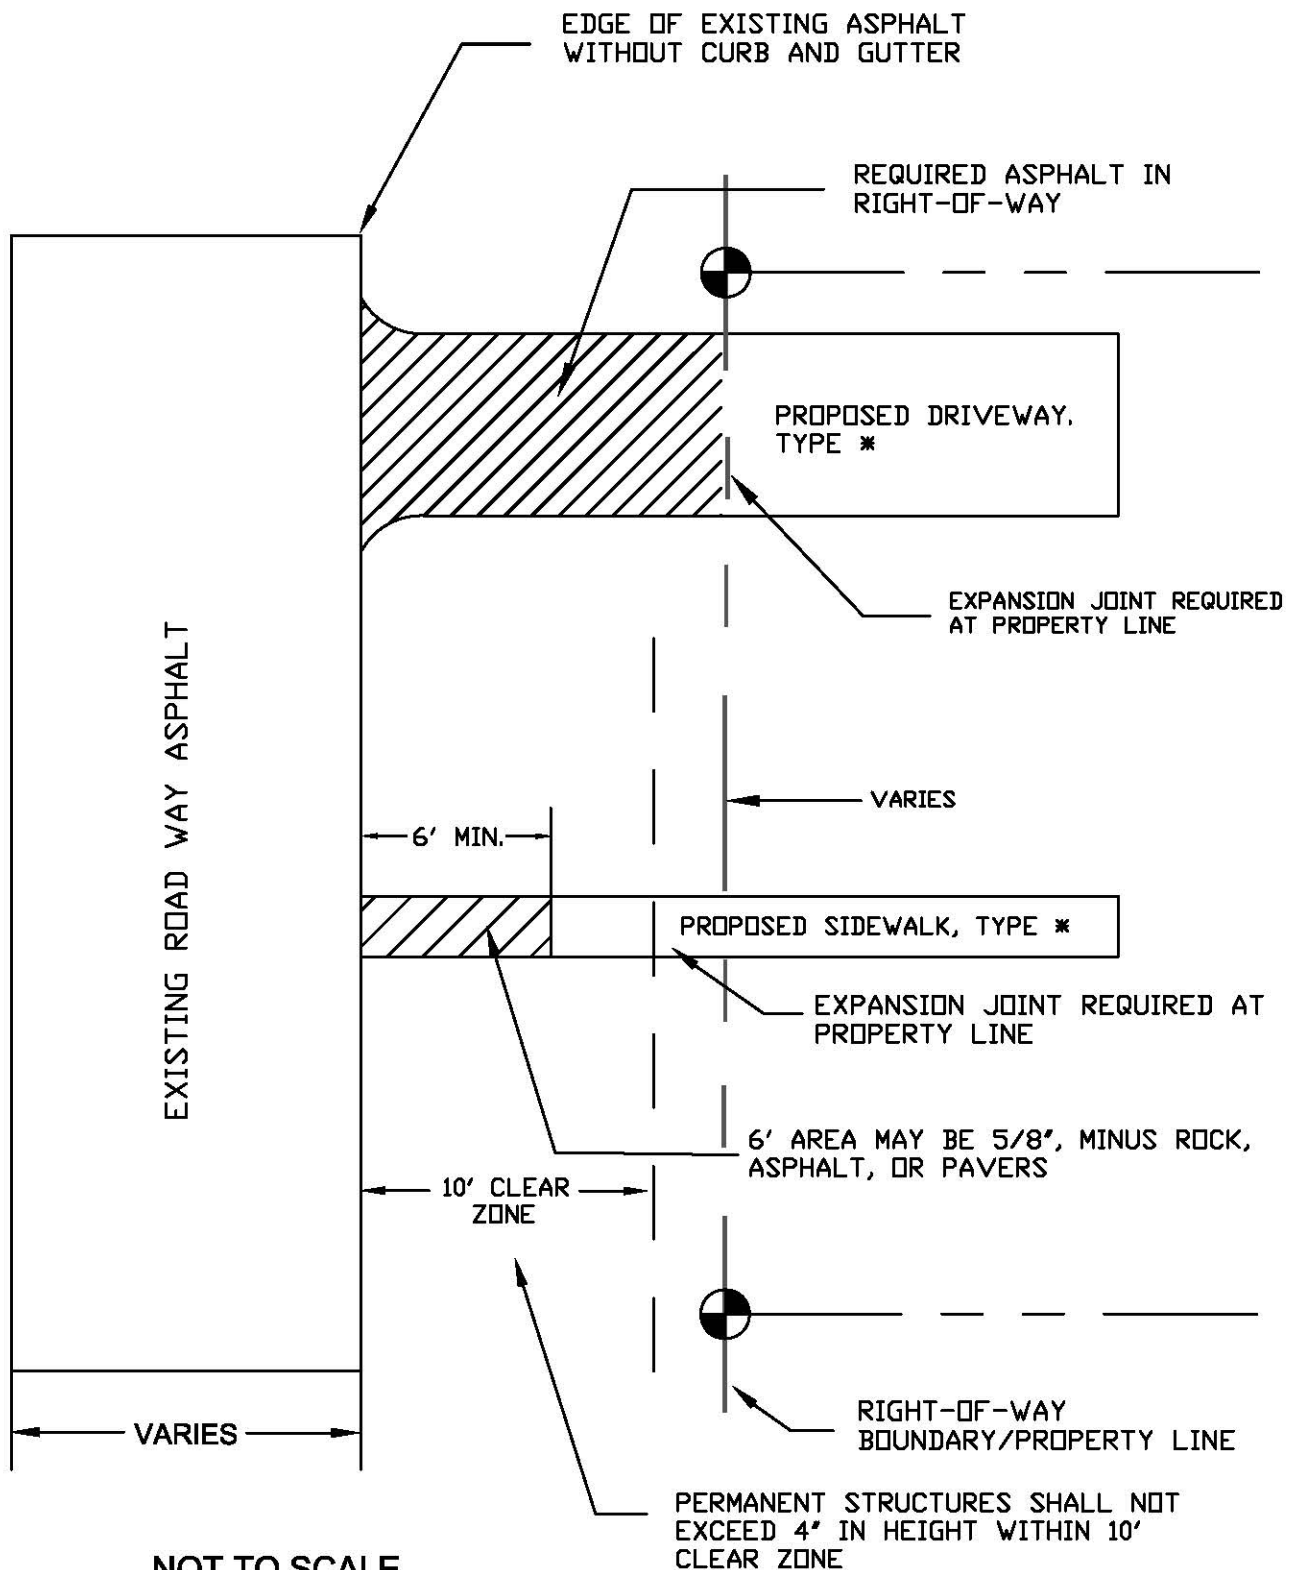 EDGE OF EXISTING ASPHALT
WITHOUT CURB AND GUTTER
REQUIRED ASPHALT IN
RIGHT-OF-WAY
PROPOSED DRIVEWAY.
TYPE *
EXPANSION JOINT REQUIRED
AT PROPERTY LINE
EXISTING ROAD WAY ASPHALT
VARIES
6' MIN.
PROPOSED SIDEWALK, TYPE *
EXPANSION JOINT REQUIRED AT
PROPERTY LINE
6' AREA MAY BE 5/8", MINUS ROCK,
ASPHALT, OR PAVERS
10' CLEAR
ZONE
RIGHT-OF-WAY
BOUNDARY/PROPERTY LINE
VARIES
PERMANENT STRUCTURES SHALL NOT
EXCEED 4" IN HEIGHT WITHIN 10'
CLEAR ZONE
NOT TO SCALE